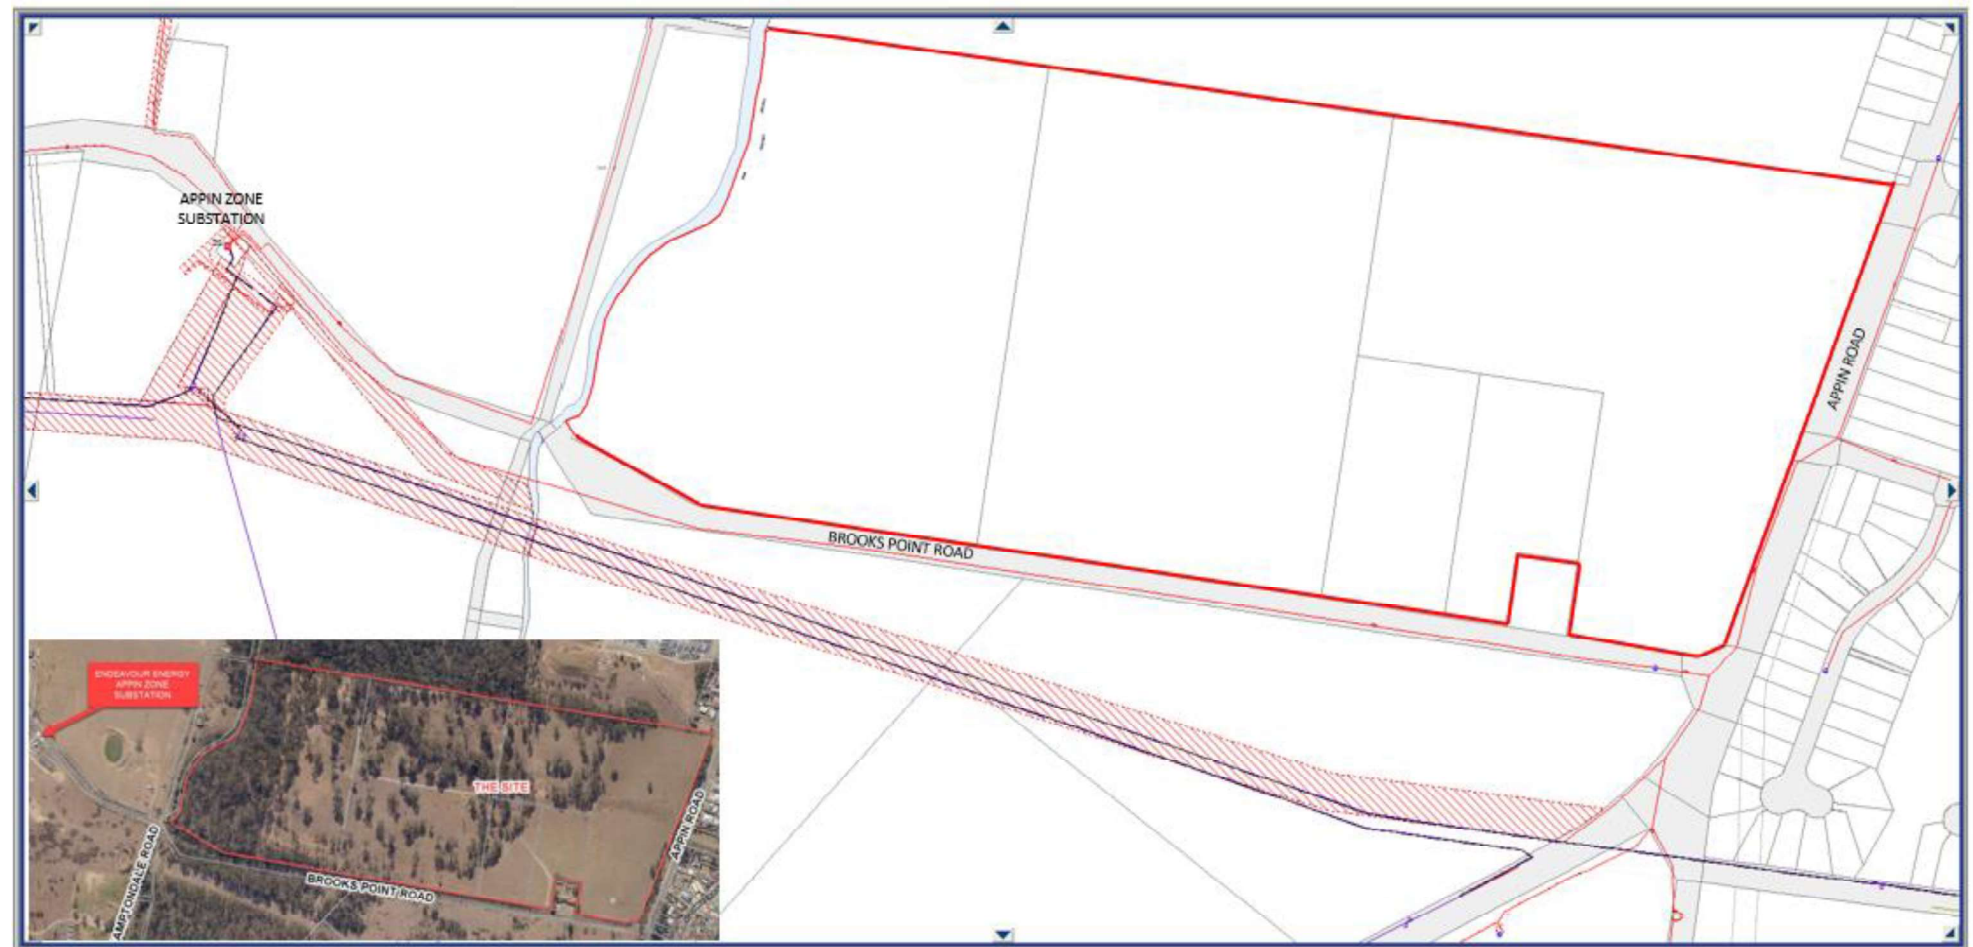 APPIN ZONE
SUBSTATION
APPIN ROAD
BROOKS POINT ROAD
ENDEAVOUR ENERGY
APPIN ZONE
SUBSTATION
THE SITE
APPIN ROAD
BROOKS POINT ROAD
AMPTONDALE ROAD